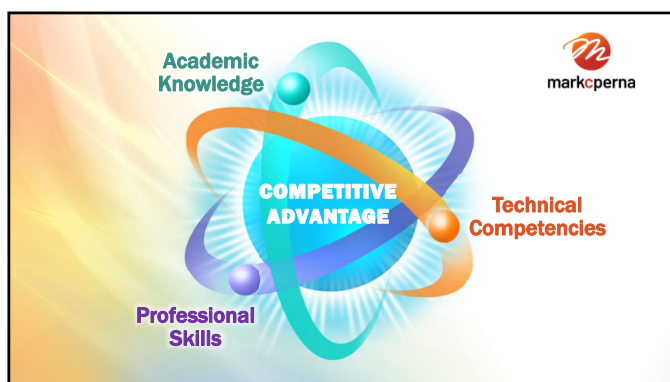 Academic
Knowledge
markcperna
COMPETITIVE
ADVANTAGE
Technical
Competencies
Professional
Skills